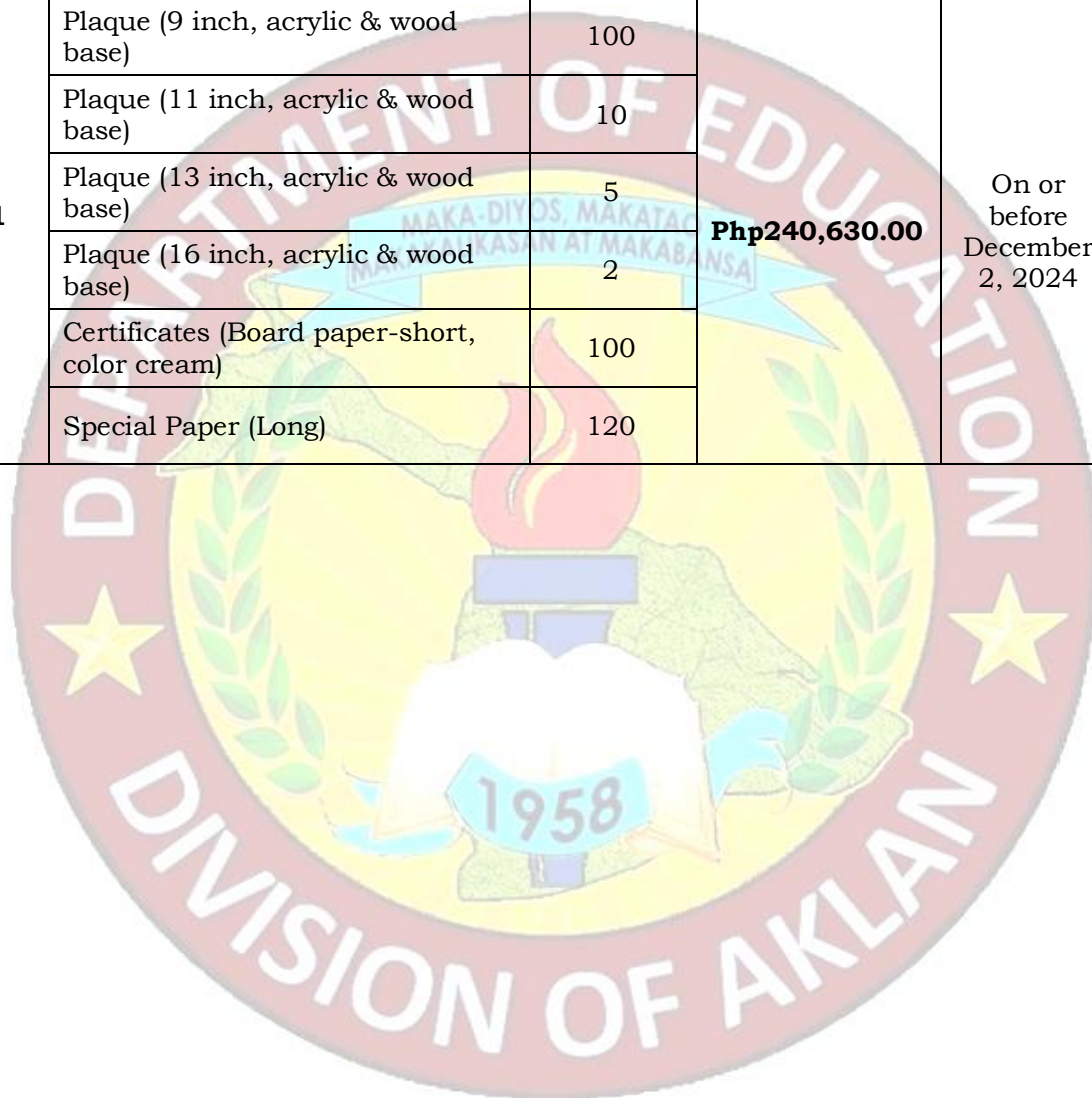 Plaque (9 inch, acrylic & wood
base)
100
Plaque (11 inch, acrylic & wood
base)
10
Plaque (13 inch, acrylic & wood
base)
5
Plaque (16 inch, acrylic & wood
base)
2
Certificates (Board paper-short,
color cream)
100
Special Paper (Long)
120
Php240,630.00
On or
before
December
2, 2024
DEPARTMENT OF EDUCATION
MAKA-DIYOS, MAKATAO
MAKAKALIKASAN AT MAKABANSA
1958
DIVISION OF AKLAN